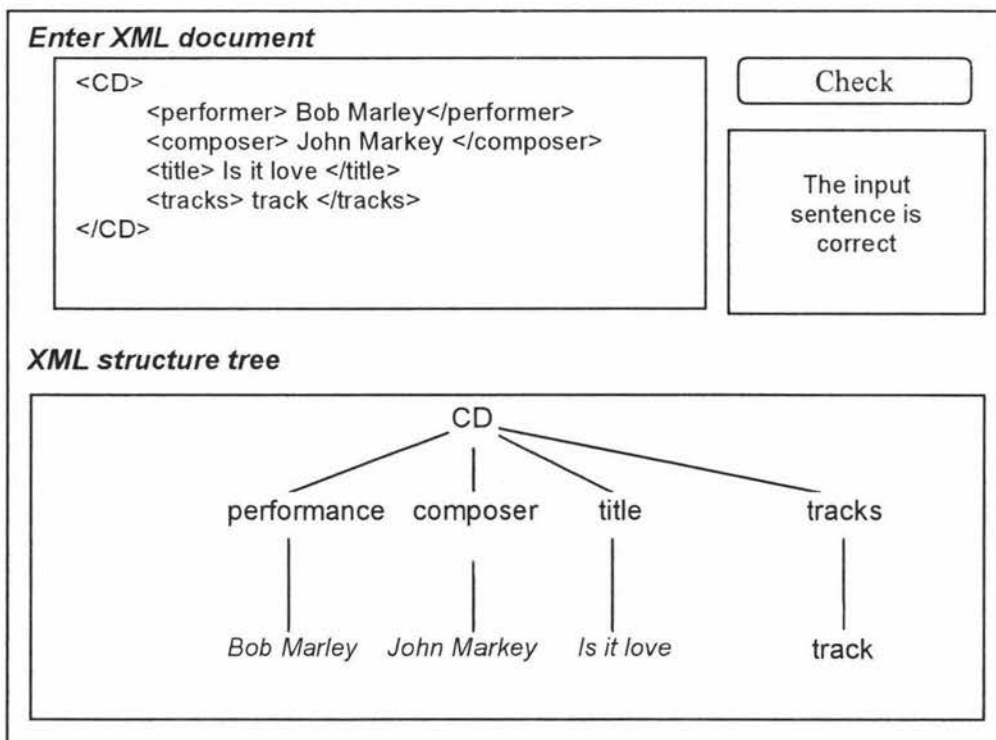 Enter XML document
<CD>
<performer> Bob Marley</performer>
<composer> John Markey </composer>
<title> Is it love </title>
<tracks> track </tracks>
</CD>
Check
The input
sentence is
correct
XML structure tree
CD
performance composer title tracks
Bob Marley John Markey Is it love track